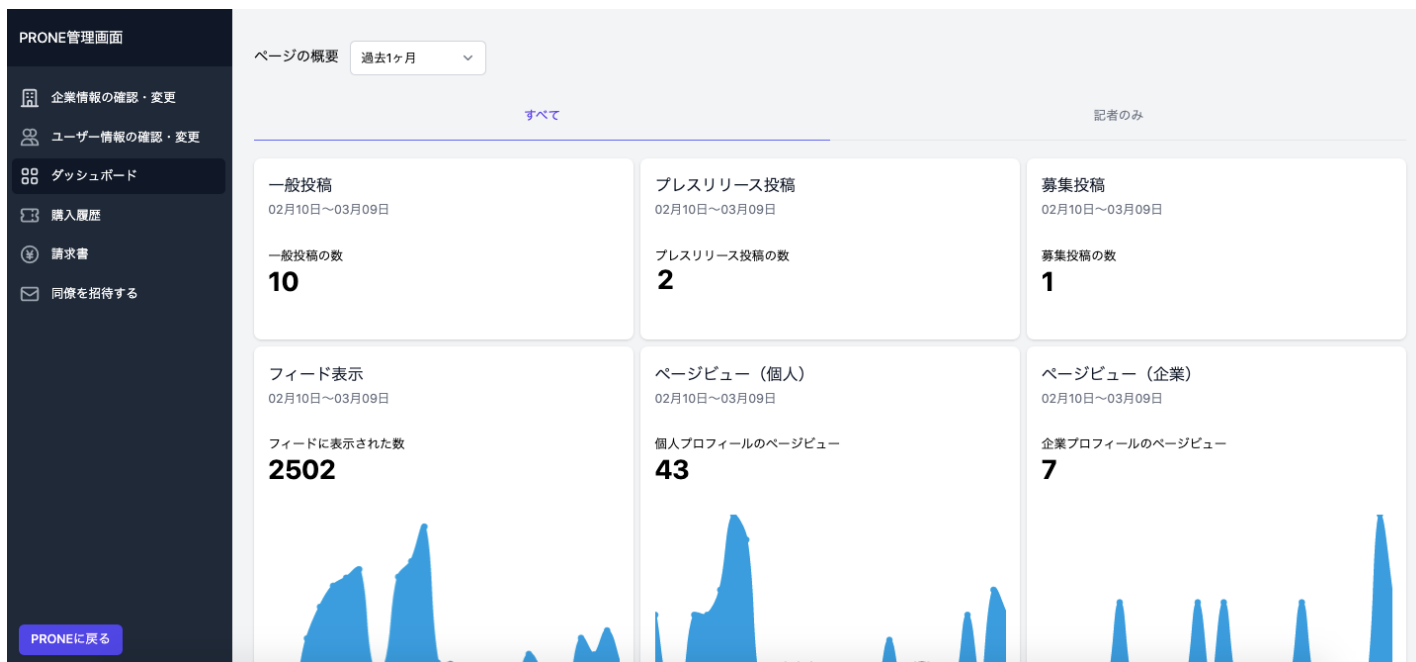 PRONE管理画面
企業情報の確認・変更
ユーザー情報の確認・変更
ダッシュボード
購入履歴
請求書
同僚を招待する
PRONEに戻る
ページの概要
過去1ヶ月
すべて
記者のみ
一般投稿
02月10日〜03月09日
一般投稿の数
10
プレスリリース投稿
02月10日〜03月09日
プレスリリース投稿の数
2
募集投稿
02月10日〜03月09日
募集投稿の数
1
フィード表示
02月10日〜03月09日
フィードに表示された数
2502
ページビュー（個人）
02月10日〜03月09日
個人プロフィールのページビュー
43
ページビュー（企業）
02月10日〜03月09日
企業プロフィールのページビュー
7